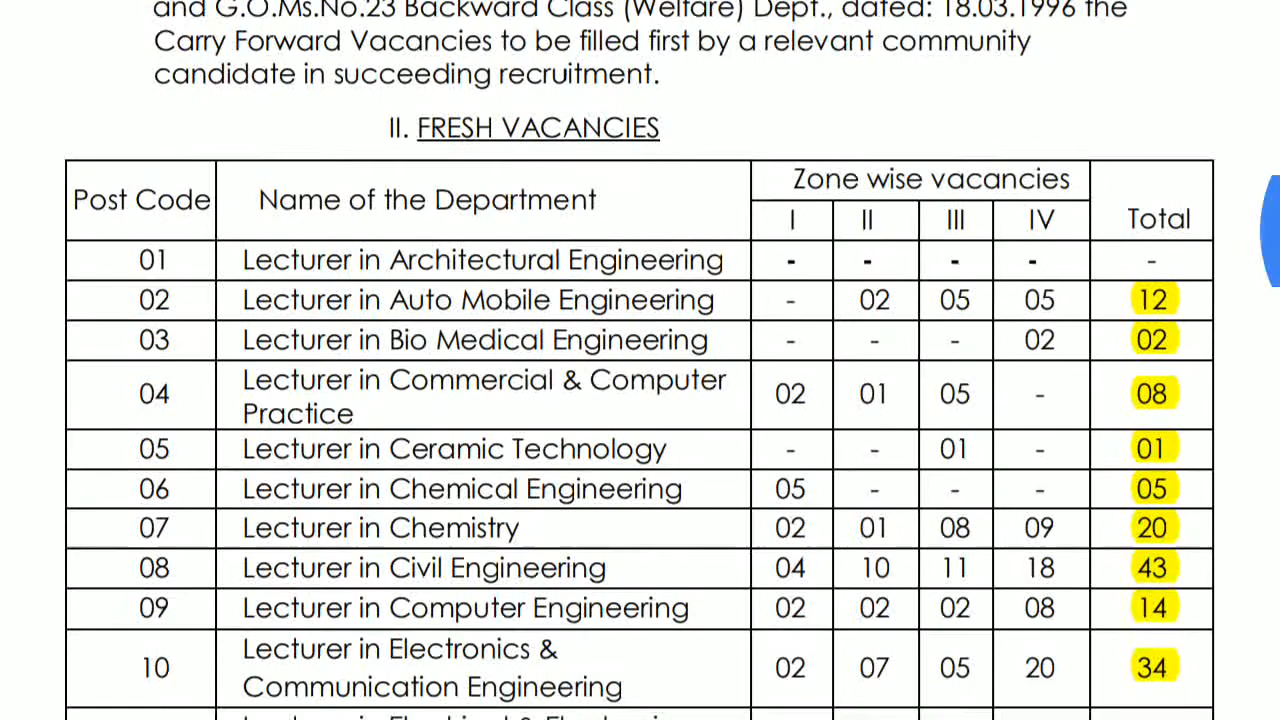 and G.O.Ms.No.23 Backward Class (Welfare) Dept., dated: 18.03.1996 the
Carry Forward Vacancies to be filled first by a relevant community
candidate in succeeding recruitment.
II. FRESH VACANCIES
Post Code Name of the Department Zone wise vacancies Total
I II III IV
01 Lecturer in Architectural Engineering - - - - -
02 Lecturer in Auto Mobile Engineering - 02 05 05 12
03 Lecturer in Bio Medical Engineering - - - 02 02
04 Lecturer in Commercial & Computer
Practice 02 01 05 - 08
05 Lecturer in Ceramic Technology - - 01 - 01
06 Lecturer in Chemical Engineering 05 - - - 05
07 Lecturer in Chemistry 02 01 08 09 20
08 Lecturer in Civil Engineering 04 10 11 18 43
09 Lecturer in Computer Engineering 02 02 02 08 14
10 Lecturer in Electronics &
Communication Engineering 02 07 05 20 34